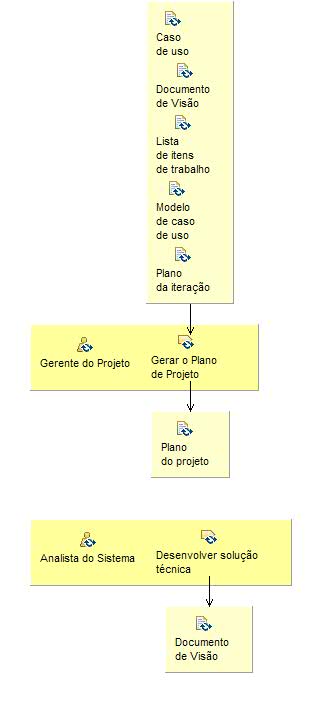 Caso
de uso
Documento
de Visão
Lista
de itens
de trabalho
Modelo
de caso
de uso
Plano
da iteração
Gerente do Projeto
Gerar o Plano
de Projeto
Plano
do projeto
Analista do Sistema
Desenvolver solução
técnica
Documento
de Visão